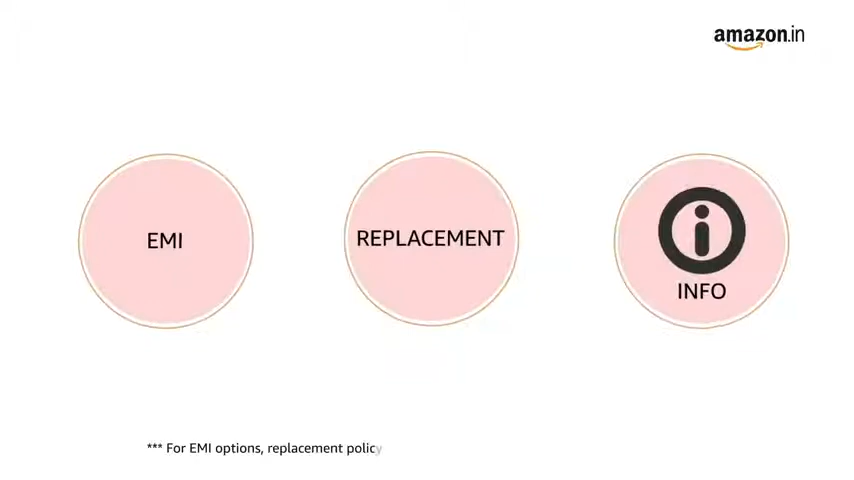 amazon.in
EMI
REPLACEMENT
INFO
*** For EMI options, replacement policy